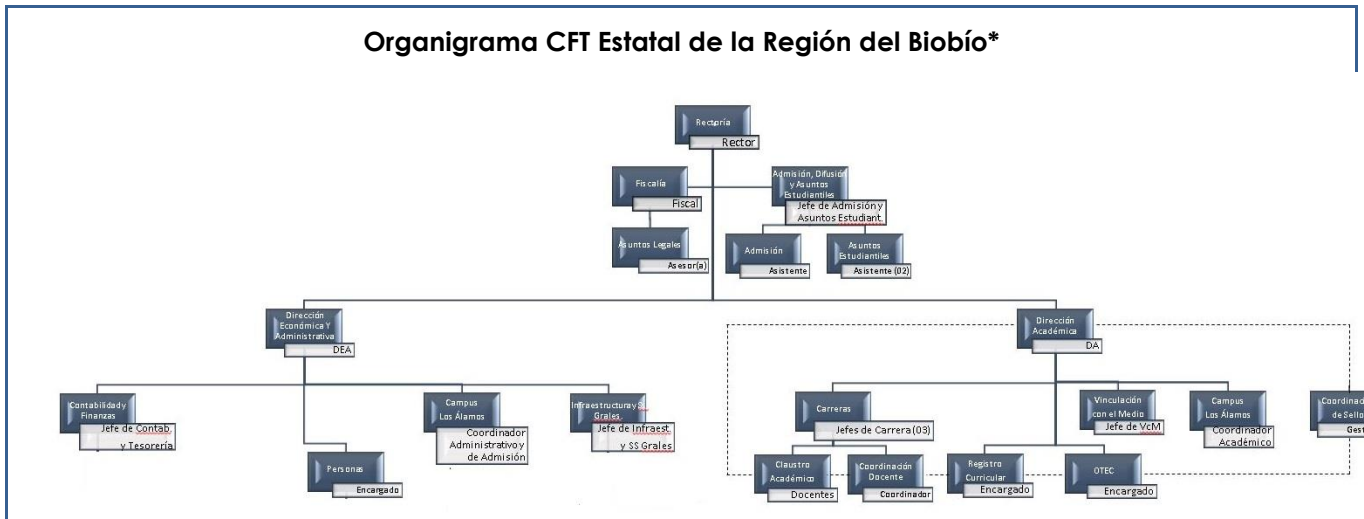 Organigrama CFT Estatal de la Región del Biobío*
Rectoría
Rector
Fiscalía
Fiscal
Admisión, Difusión
y Asuntos
Estudiantiles
Jefe de Admisión y
Asuntos Estudiant.
Asuntos Legales
Asesor(a)
Admisión
Asistente
Asuntos
Estudiantiles
Asistente (02)
Dirección
Económica Y
Administrativa
DEA
Dirección
Académica
DA
Contabilidad y
Finanzas
Jefe de Contab.
y Tesorería
Campus
Los Álamos
Coordinador
Administrativo y
de Admisión
Infraestructura y S.
Grales.
Jefe de Infraest.
y SS Grales
Personas
Encargado
Carreras
Jefes de Carrera (03)
Vinculación
con el Medio
Jefe de VcM
Campus
Los Álamos
Coordinador
Académico
Coordinad
de Sello
Gest
Claustro
Académico
Docentes
Coordinación
Docente
Coordinador
Registro
Curricular
Encargado
OTEC
Encargado